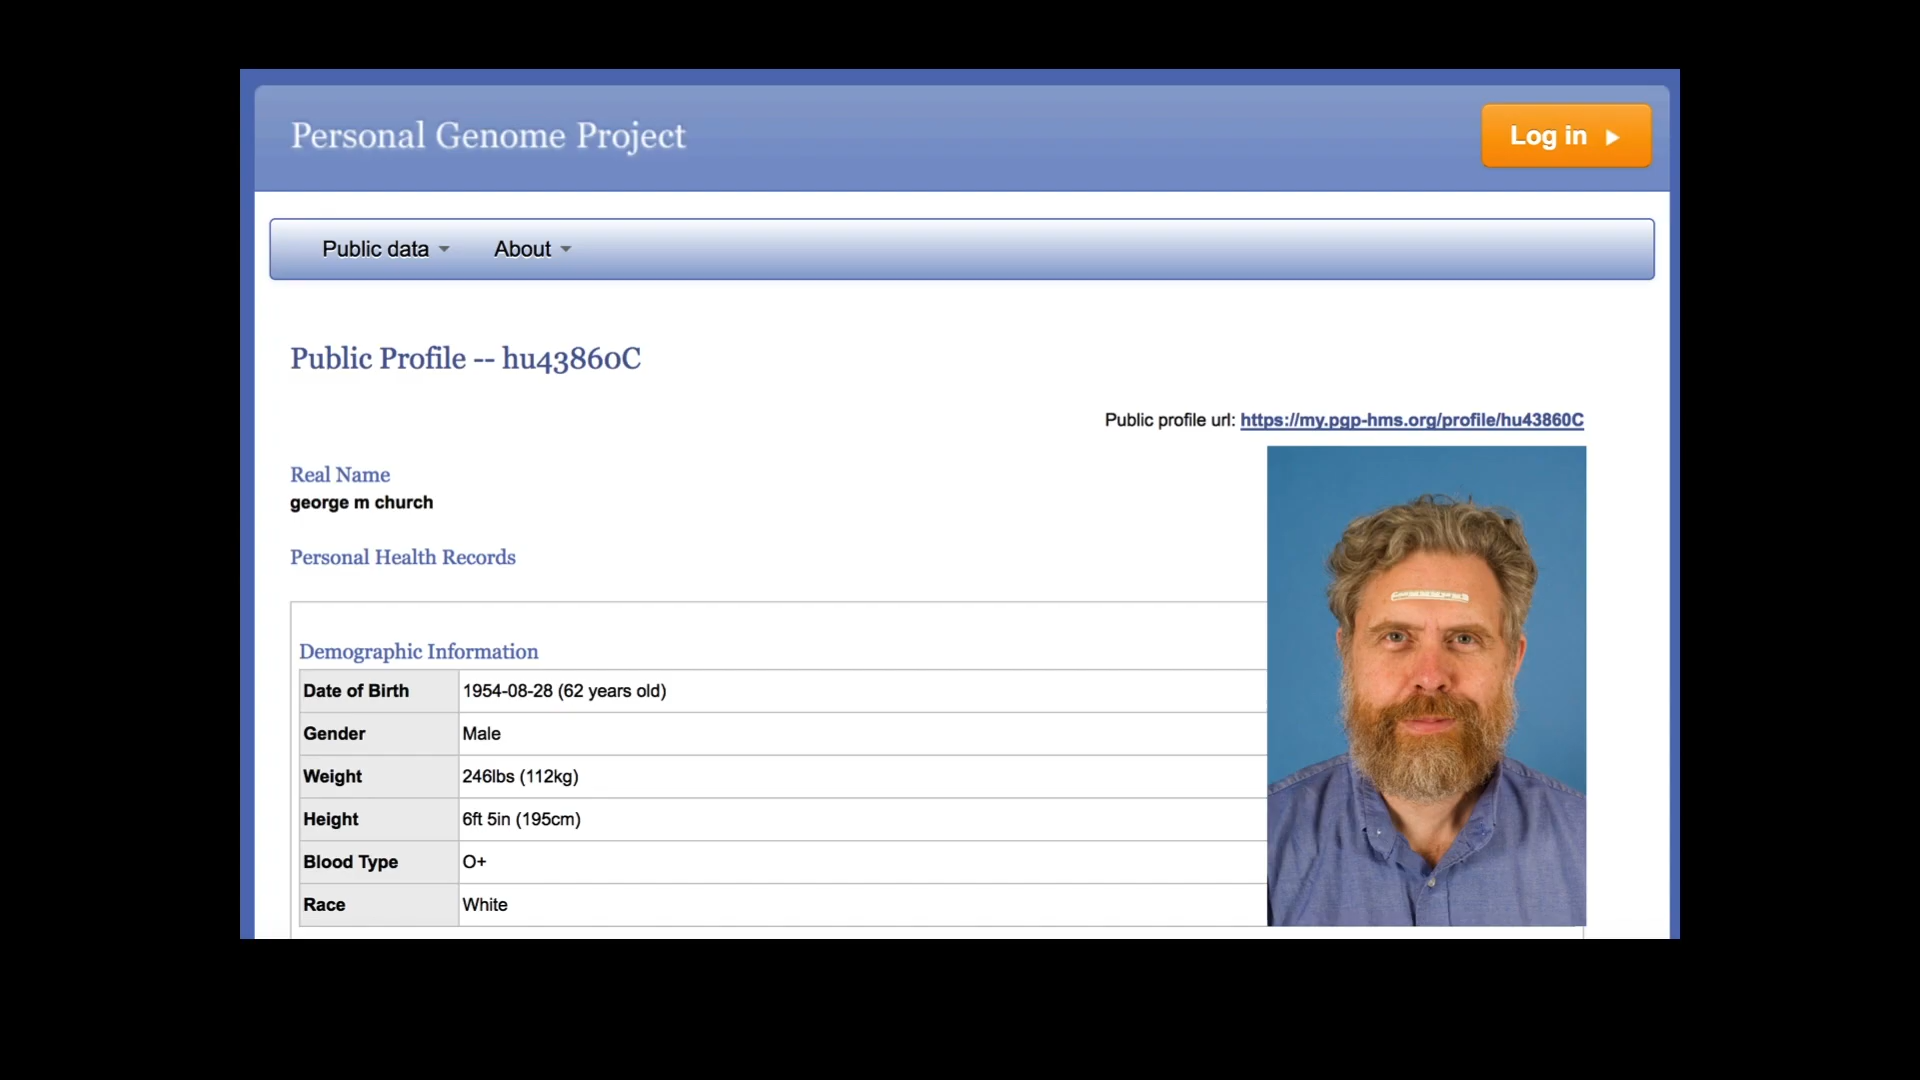 Personal Genome Project
Log in
Public data
About
Public Profile -- hu43860C
Public profile url: https://my.pgp-hms.org/profile/hu43860C
Real Name
george m church
Personal Health Records
Demographic Information
Date of Birth 1954-08-28 (62 years old)
Gender Male
Weight 246lbs (112kg)
Height 6ft 5in (195cm)
Blood Type O+
Race White